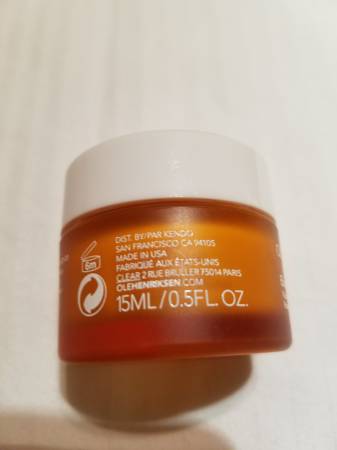 DIST. BY/PAR KENDO
SAN FRANCISCO CA 94105
MADE IN USA
FABRIQUÉ AUX ÉTATS-UNIS
CLEAR 2 RUE BRULLER 75014 PARIS
OLEHENRIKSEN.COM
15ML/0.5FL. OZ.
6m